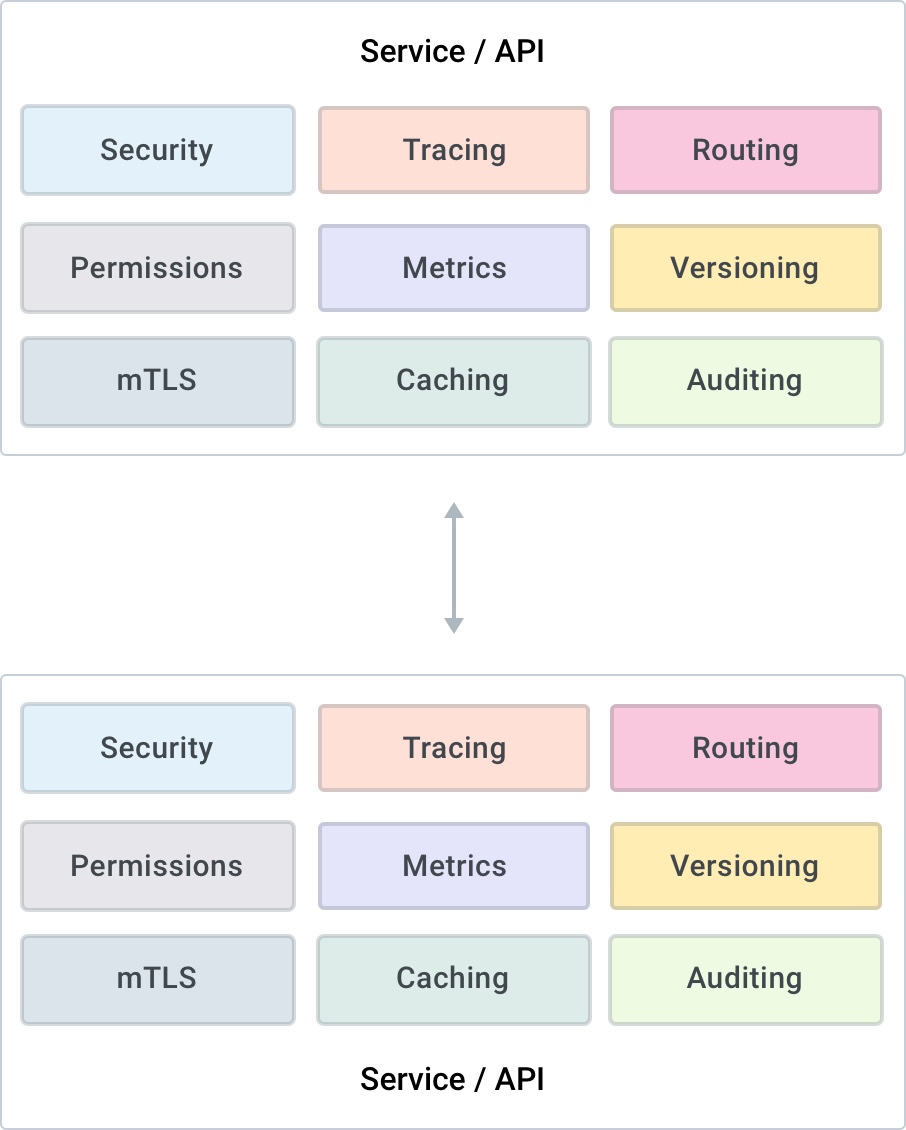 Service / API
Security Tracing Routing
Permissions Metrics Versioning
mTLS Caching Auditing
Security Tracing Routing
Permissions Metrics Versioning
mTLS Caching Auditing
Service / API